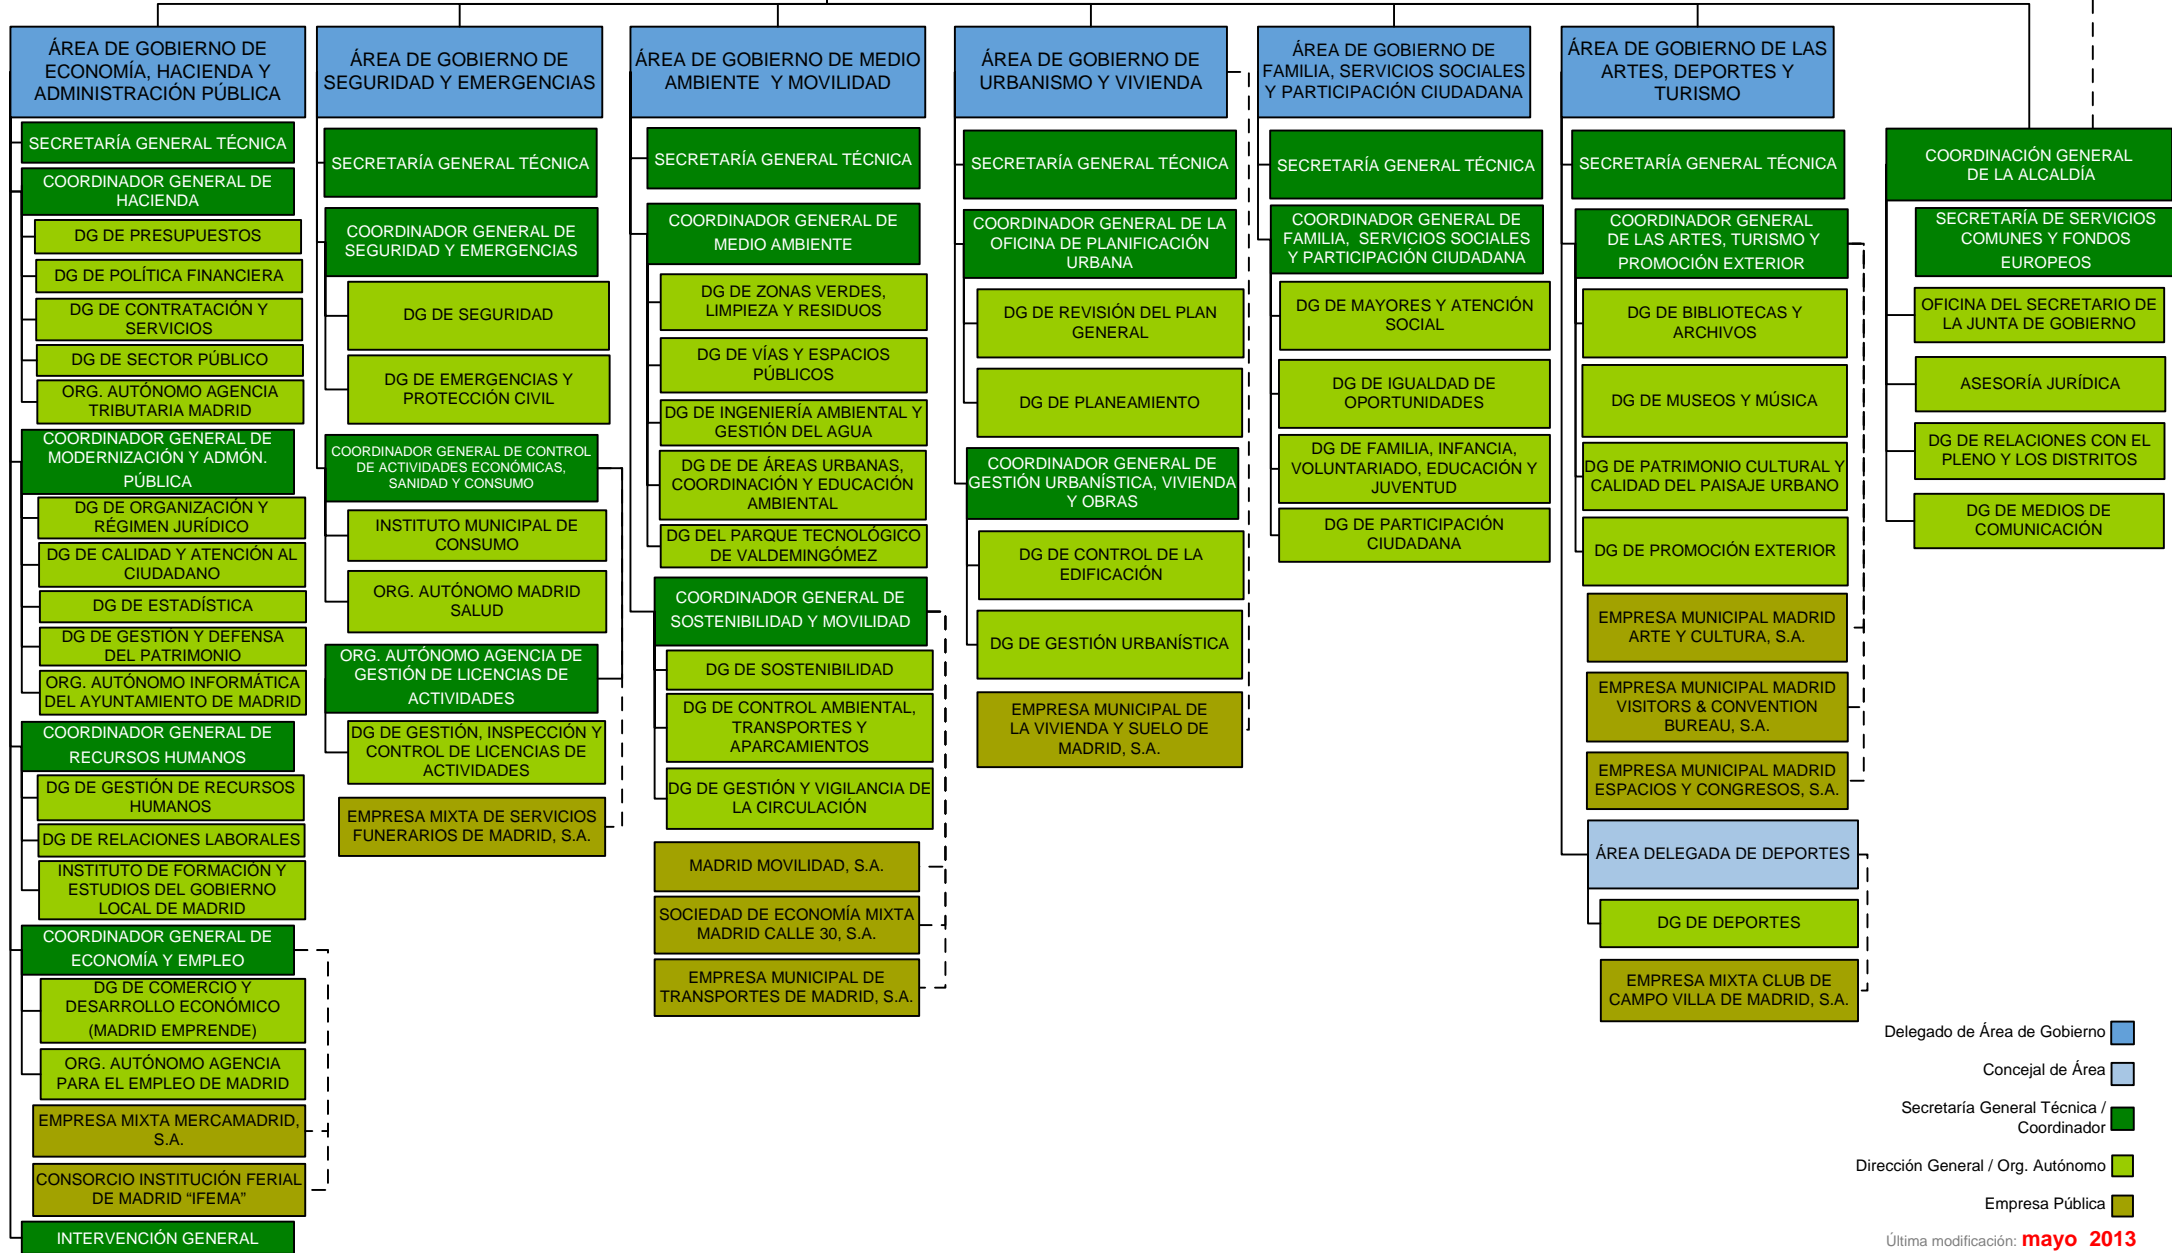 ÁREA DE GOBIERNO DE
ECONOMÍA, HACIENDA Y
ADMINISTRACIÓN PÚBLICA
SECRETARÍA GENERAL TÉCNICA
COORDINADOR GENERAL DE
HACIENDA
DG DE PRESUPUESTOS
DG DE POLÍTICA FINANCIERA
DG DE CONTRATACIÓN Y
SERVICIOS
DG DE SECTOR PÚBLICO
ORG. AUTÓNOMO AGENCIA
TRIBUTARIA MADRID
COORDINADOR GENERAL DE
MODERNIZACIÓN Y ADMÓN.
PÚBLICA
DG DE ORGANIZACIÓN Y
RÉGIMEN JURÍDICO
DG DE CALIDAD Y ATENCIÓN AL
CIUDADANO
DG DE ESTADÍSTICA
DG DE GESTIÓN Y DEFENSA
DEL PATRIMONIO
ORG. AUTÓNOMO INFORMÁTICA
DEL AYUNTAMIENTO DE MADRID
COORDINADOR GENERAL DE
RECURSOS HUMANOS
DG DE GESTIÓN DE RECURSOS
HUMANOS
DG DE RELACIONES LABORALES
INSTITUTO DE FORMACIÓN Y
ESTUDIOS DEL GOBIERNO
LOCAL DE MADRID
COORDINADOR GENERAL DE
ECONOMÍA Y EMPLEO
DG DE COMERCIO Y
DESARROLLO ECONÓMICO
(MADRID EMPRENDE)
ORG. AUTÓNOMO AGENCIA
PARA EL EMPLEO DE MADRID
EMPRESA MIXTA MERCAMADRID,
S.A.
CONSORCIO INSTITUCIÓN FERIAL
DE MADRID “IFEMA”
INTERVENCIÓN GENERAL
ÁREA DE GOBIERNO DE
SEGURIDAD Y EMERGENCIAS
SECRETARÍA GENERAL TÉCNICA
COORDINADOR GENERAL DE
SEGURIDAD Y EMERGENCIAS
DG DE SEGURIDAD
DG DE EMERGENCIAS Y
PROTECCIÓN CIVIL
COORDINADOR GENERAL DE CONTROL
DE ACTIVIDADES ECONÓMICAS,
SANIDAD Y CONSUMO
INSTITUTO MUNICIPAL DE
CONSUMO
ORG. AUTÓNOMO MADRID
SALUD
ORG. AUTÓNOMO AGENCIA DE
GESTIÓN DE LICENCIAS DE
ACTIVIDADES
DG DE GESTIÓN, INSPECCIÓN Y
CONTROL DE LICENCIAS DE
ACTIVIDADES
EMPRESA MIXTA DE SERVICIOS
FUNERARIOS DE MADRID, S.A.
ÁREA DE GOBIERNO DE MEDIO
AMBIENTE Y MOVILIDAD
SECRETARÍA GENERAL TÉCNICA
COORDINADOR GENERAL DE
MEDIO AMBIENTE
DG DE ZONAS VERDES,
LIMPIEZA Y RESIDUOS
DG DE VÍAS Y ESPACIOS
PÚBLICOS
DG DE INGENIERÍA AMBIENTAL Y
GESTIÓN DEL AGUA
DG DE DE ÁREAS URBANAS,
COORDINACIÓN Y EDUCACIÓN
AMBIENTAL
DG DEL PARQUE TECNOLÓGICO
DE VALDEMINGÓMEZ
COORDINADOR GENERAL DE
SOSTENIBILIDAD Y MOVILIDAD
DG DE SOSTENIBILIDAD
DG DE CONTROL AMBIENTAL,
TRANSPORTES Y
APARCAMIENTOS
DG DE GESTIÓN Y VIGILANCIA DE
LA CIRCULACIÓN
MADRID MOVILIDAD, S.A.
SOCIEDAD DE ECONOMÍA MIXTA
MADRID CALLE 30, S.A.
EMPRESA MUNICIPAL DE
TRANSPORTES DE MADRID, S.A.
ÁREA DE GOBIERNO DE
URBANISMO Y VIVIENDA
SECRETARÍA GENERAL TÉCNICA
COORDINADOR GENERAL DE LA
OFICINA DE PLANIFICACIÓN
URBANA
DG DE REVISIÓN DEL PLAN
GENERAL
DG DE PLANEAMIENTO
COORDINADOR GENERAL DE
GESTIÓN URBANÍSTICA, VIVIENDA
Y OBRAS
DG DE CONTROL DE LA
EDIFICACIÓN
DG DE GESTIÓN URBANÍSTICA
EMPRESA MUNICIPAL DE
LA VIVIENDA Y SUELO DE
MADRID, S.A.
ÁREA DE GOBIERNO DE
FAMILIA, SERVICIOS SOCIALES
Y PARTICIPACIÓN CIUDADANA
SECRETARÍA GENERAL TÉCNICA
COORDINADOR GENERAL DE
FAMILIA, SERVICIOS SOCIALES
Y PARTICIPACIÓN CIUDADANA
DG DE MAYORES Y ATENCIÓN
SOCIAL
DG DE IGUALDAD DE
OPORTUNIDADES
DG DE FAMILIA, INFANCIA,
VOLUNTARIADO, EDUCACIÓN Y
JUVENTUD
DG DE PARTICIPACIÓN
CIUDADANA
ÁREA DE GOBIERNO DE LAS
ARTES, DEPORTES Y
TURISMO
SECRETARÍA GENERAL TÉCNICA
COORDINADOR GENERAL
DE LAS ARTES, TURISMO Y
PROMOCIÓN EXTERIOR
DG DE BIBLIOTECAS Y
ARCHIVOS
DG DE MUSEOS Y MÚSICA
DG DE PATRIMONIO CULTURAL Y
CALIDAD DEL PAISAJE URBANO
DG DE PROMOCIÓN EXTERIOR
EMPRESA MUNICIPAL MADRID
ARTE Y CULTURA, S.A.
EMPRESA MUNICIPAL MADRID
VISITORS & CONVENTION
BUREAU, S.A.
EMPRESA MUNICIPAL MADRID
ESPACIOS Y CONGRESOS, S.A.
ÁREA DELEGADA DE DEPORTES
DG DE DEPORTES
EMPRESA MIXTA CLUB DE
CAMPO VILLA DE MADRID, S.A.
COORDINACIÓN GENERAL
DE LA ALCALDÍA
SECRETARÍA DE SERVICIOS
COMUNES Y FONDOS
EUROPEOS
OFICINA DEL SECRETARIO DE
LA JUNTA DE GOBIERNO
ASESORÍA JURÍDICA
DG DE RELACIONES CON EL
PLENO Y LOS DISTRITOS
DG DE MEDIOS DE
COMUNICACIÓN
Delegado de Área de Gobierno
Concejal de Área
Secretaría General Técnica /
Coordinador
Dirección General / Org. Autónomo
Empresa Pública
Última modificación: mayo 2013